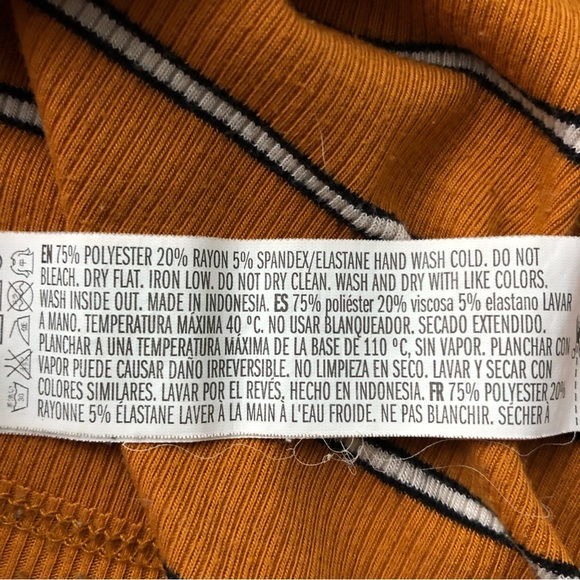 EN 75% POLYESTER 20% RAYON 5% SPANDEX/ELASTANE HAND WASH COLD. DO NOT
BLEACH. DRY FLAT. IRON LOW. DO NOT DRY CLEAN. WASH AND DRY WITH LIKE COLORS.
WASH INSIDE OUT. MADE IN INDONESIA. ES 75% poliéster 20% viscosa 5% elastano LAVAR
A MANO. TEMPERATURA MÁXIMA 40 ºC. NO USAR BLANQUEADOR. SECADO EXTENDIDO.
PLANCHAR A UNA TEMPERATURA MÁXIMA DE LA BASE DE 110 ºC, SIN VAPOR. PLANCHAR CON
VAPOR PUEDE CAUSAR DAÑO IRREVERSIBLE. NO LIMPIEZA EN SECO. LAVAR Y SECAR CON
COLORES SIMILARES. LAVAR POR EL REVÉS. HECHO EN INDONESIA. FR 75% POLYESTER 20%
RAYONNE 5% ÉLASTANE LAVER À LA MAIN À L'EAU FROIDE. NE PAS BLANCHIR. SÉCHER À